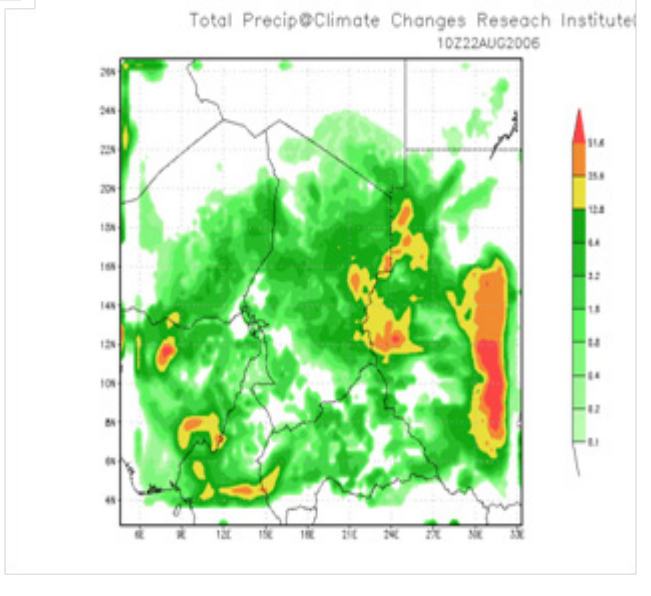 Total Precip@Climate Changes Reseach Institute
10Z22AUG2006
26N
24N
22N
20N
18N
16N
14N
12N
10N
8N
6N
4N
6E
9E
12E
15E
18E
21E
24E
27E
30E
33E
51.6
25.6
12.8
6.4
3.2
1.6
0.8
0.4
0.2
0.1